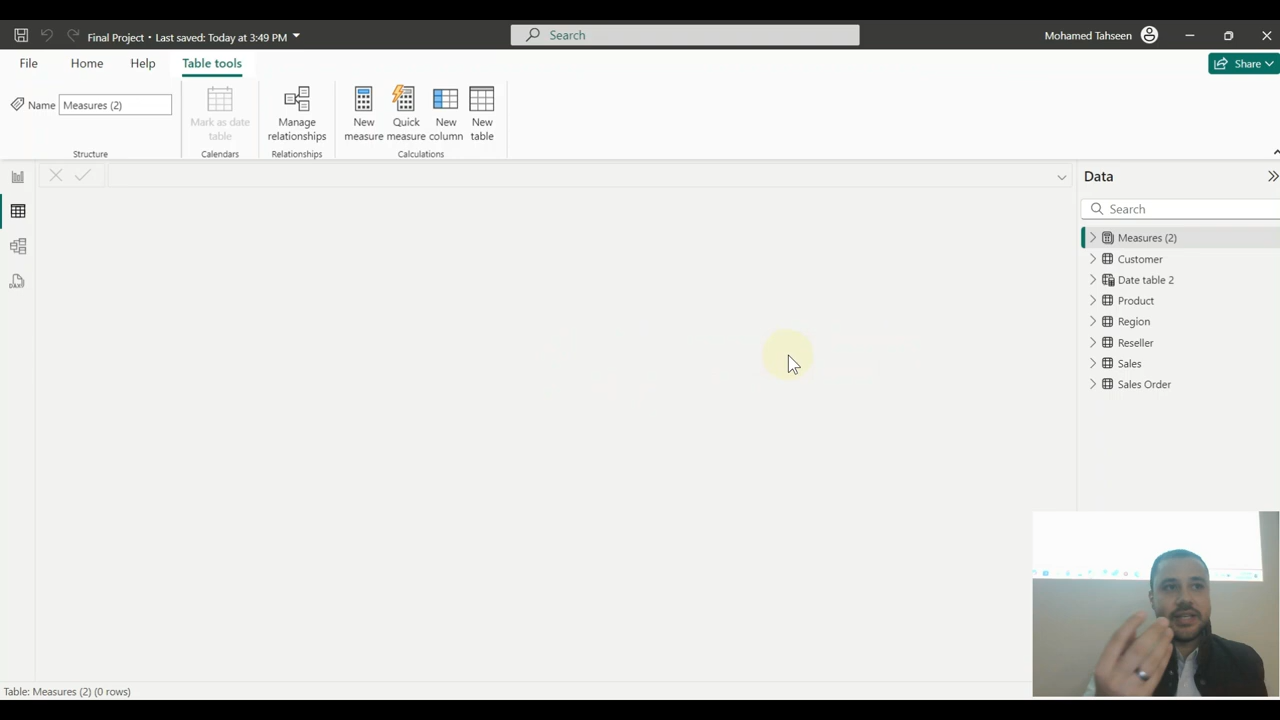 Final Project • Last saved: Today at 3:49 PM
Search
Mohamed Tahseen
File
Home
Help
Table tools
Share
Name
Measures (2)
Mark as date
table
Manage
relationships
New
measure
Quick
measure
New
column
New
table
Structure
Calendars
Relationships
Calculations
Data
Search
Measures (2)
Customer
Date table 2
Product
Region
Reseller
Sales
Sales Order
DAX
Table: Measures (2) (0 rows)